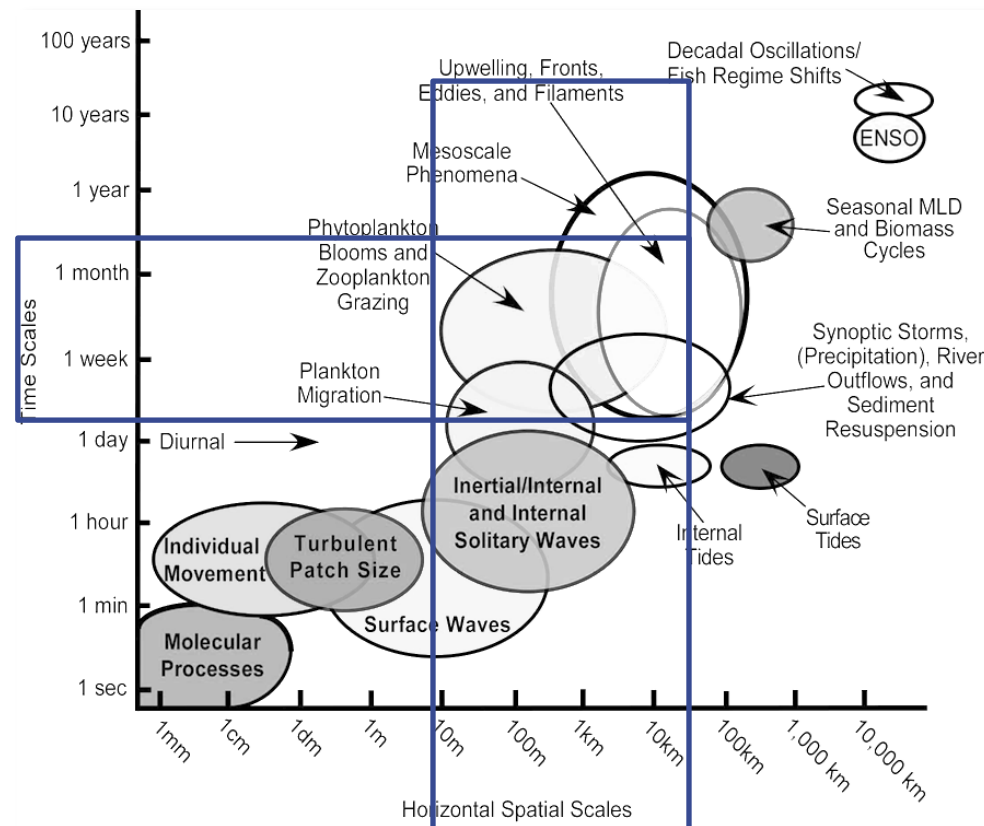 100 years
10 years
1 year
1 month
1 week
1 day
1 hour
1 min
1 sec
Time Scales
Decadal Oscillations/
Fish Regime Shifts
ENSO
Upwelling, Fronts,
Eddies, and Filaments
Mesoscale
Phenomena
Seasonal MLD
and Biomass
Cycles
Phytoplankton
Blooms and
Zooplankton
Grazing
Synoptic Storms,
(Precipitation), River
Outflows, and
Sediment
Resuspension
Plankton
Migration
Diurnal
Inertial/Internal
and Internal
Solitary Waves
Internal
Tides
Surface
Tides
Individual
Movement
Turbulent
Patch Size
Surface Waves
Molecular
Processes
1mm
1cm
1dm
1m
10m
100m
1km
10km
100km
1,000 km
10,000 km
Horizontal Spatial Scales